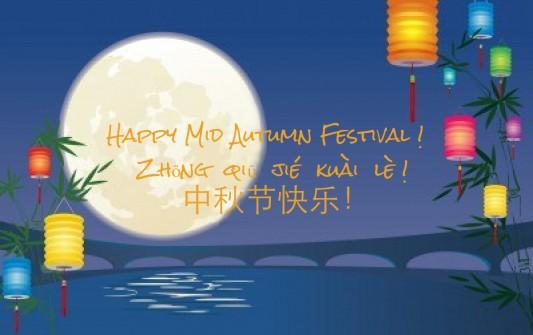 Happy Mid Autumn Festival !
Zhōng qiū jié kuài lè !
中秋节快乐！